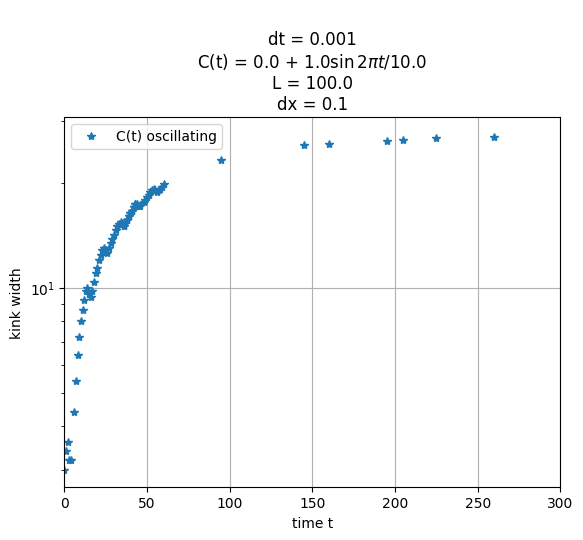 dt = 0.001
C(t) = 0.0 + 1.0sin 2πt/10.0
L = 100.0
dx = 0.1
C(t) oscillating
kink width
10¹
0 50 100 150 200 250 300
time t